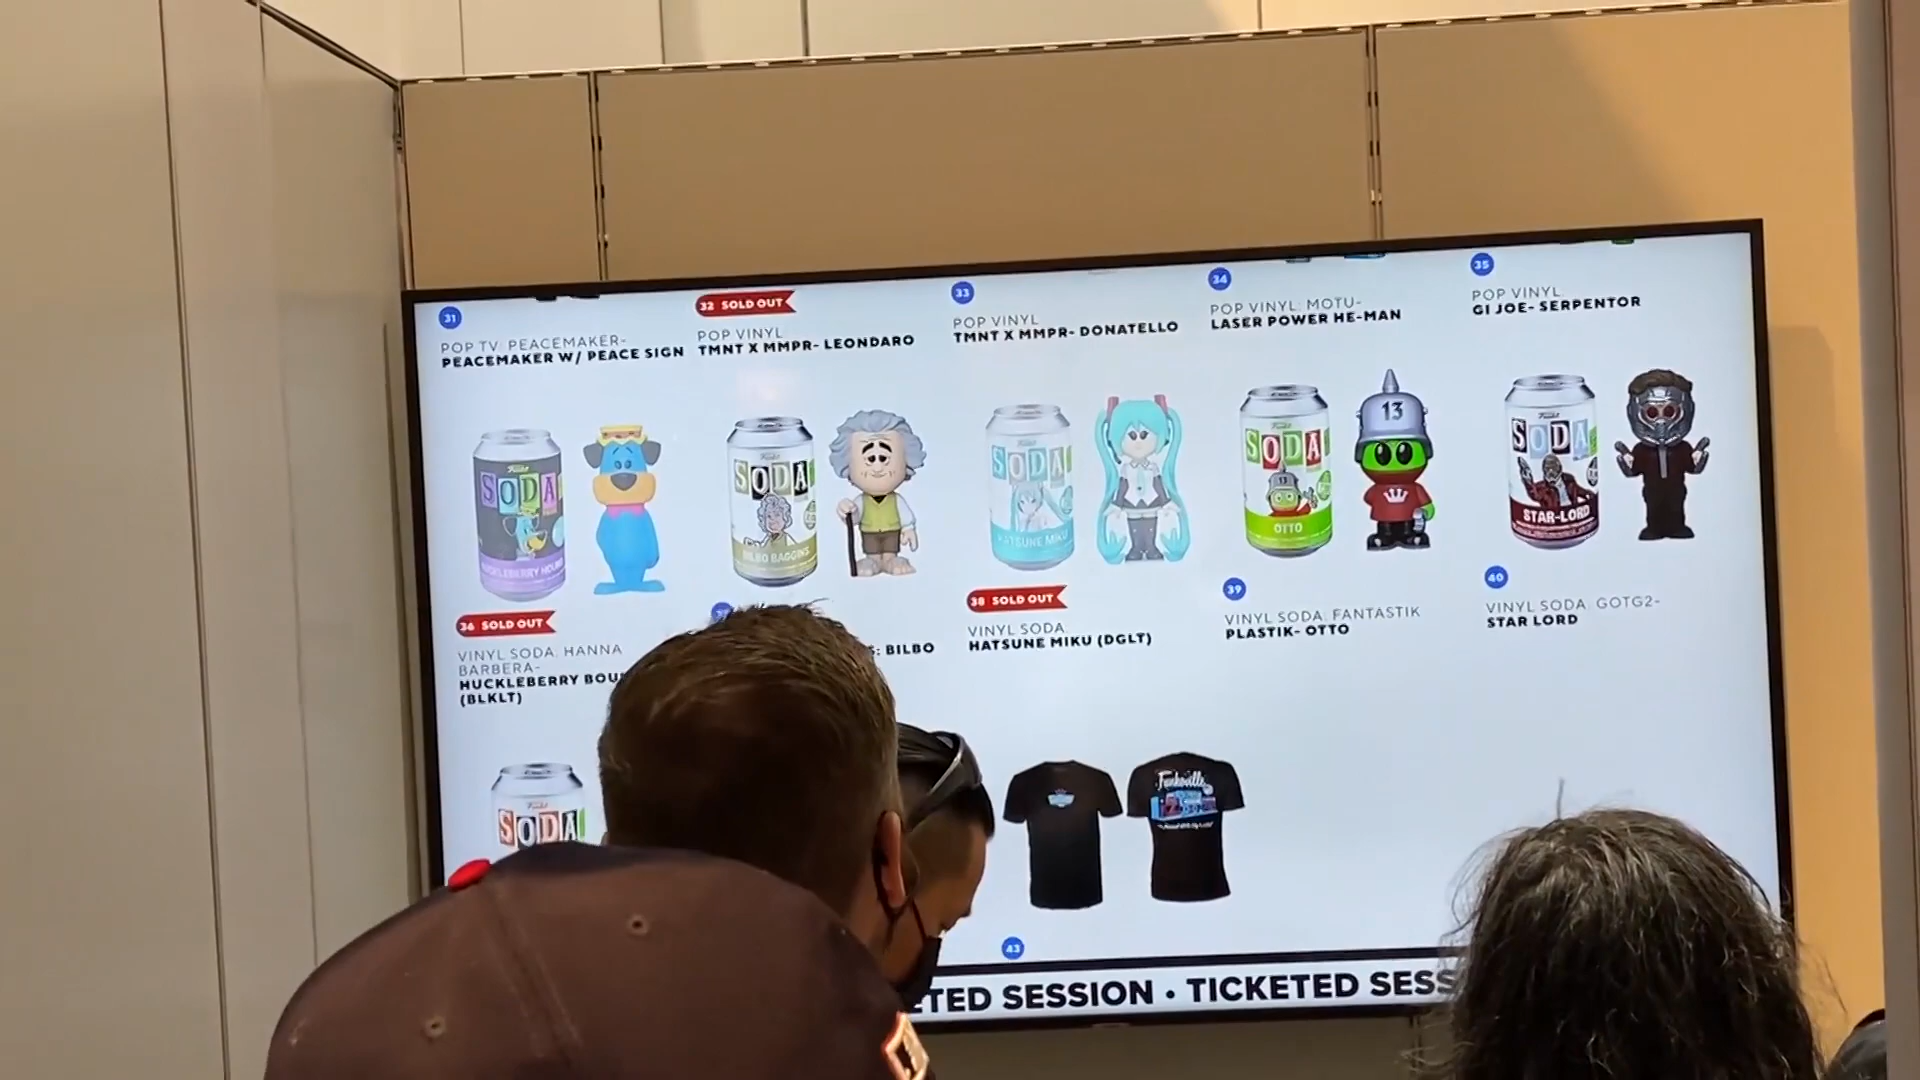 31
POP TV: PEACEMAKER-
PEACEMAKER W/ PEACE SIGN
32 SOLD OUT
POP VINYL
TMNT X MMPR- LEONDARO
33
POP VINYL
TMNT X MMPR- DONATELLO
34
POP VINYL: MOTU-
LASER POWER HE-MAN
35
POP VINYL
GI JOE- SERPENTOR
Funko
SODA
HUCKLEBERRY HOUND
SODA
BILBO BAGGINS
SODA
HATSUNE MIKU
SODA
OTTO
13
SODA
STAR-LORD
36 SOLD OUT
VINYL SODA: HANNA
BARBERA-
HUCKLEBERRY
(BLKLT)
: BILBO
38 SOLD OUT
VINYL SODA
HATSUNE MIKU (DGLT)
39
VINYL SODA: FANTASTIK
PLASTIK- OTTO
40
VINYL SODA GOTG2-
STAR LORD
SODA
Funkoville
43
ETED SESSION • TICKETED SESS